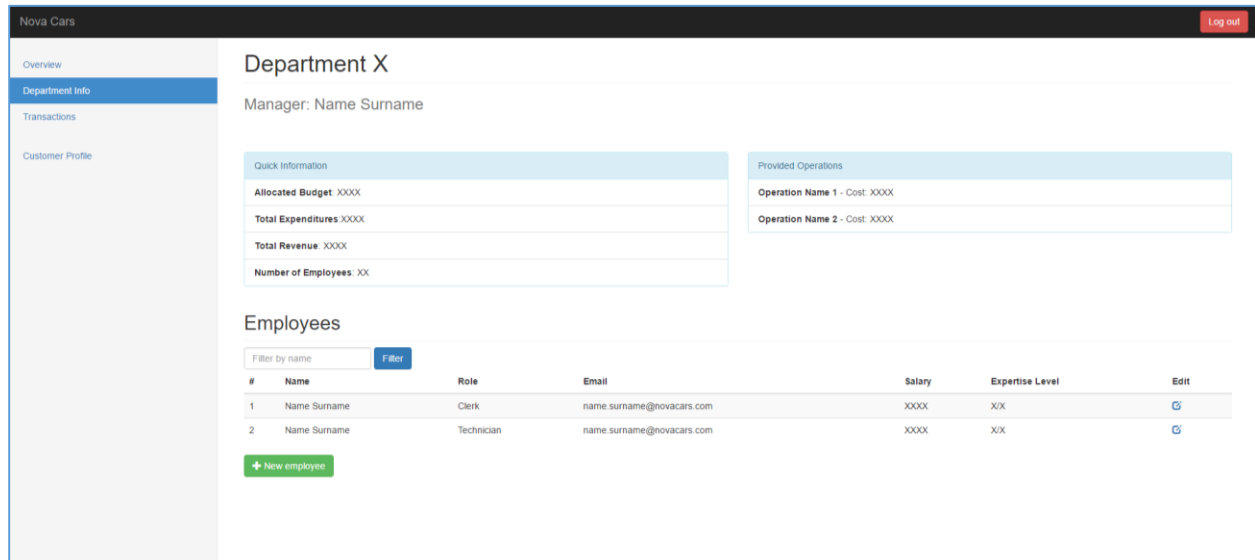 Nova Cars
Log out
Overview
Department Info
Transactions
Customer Profile
Department X
Manager: Name Surname
Quick Information
Allocated Budget: XXXX
Total Expenditures:XXXX
Total Revenue: XXXX
Number of Employees: XX
Provided Operations
Operation Name 1 - Cost: XXXX
Operation Name 2 - Cost: XXXX
Employees
Filter by name Filter
# Name Role Email Salary Expertise Level Edit
1 Name Surname Clerk name.surname@novacars.com XXXX X/X
2 Name Surname Technician name.surname@novacars.com XXXX X/X
New employee